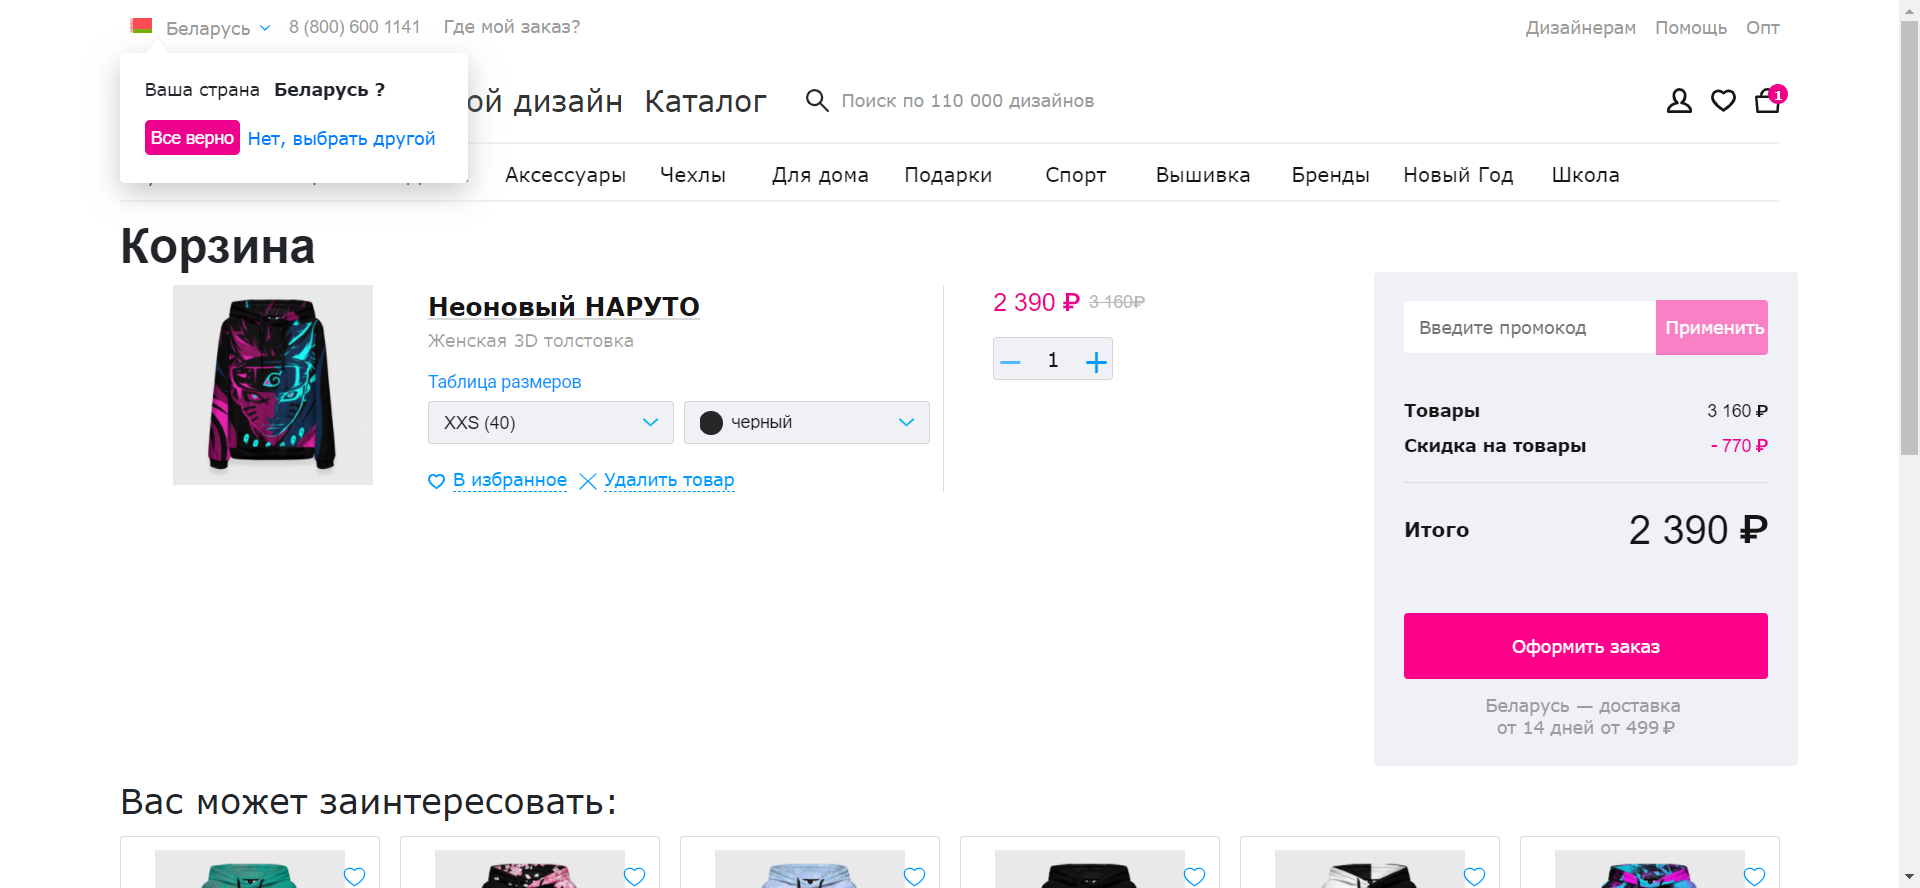 Беларусь 8 (800) 600 1141 Где мой заказ? Дизайнерам Помощь Опт
Ваша страна Беларусь ?
Все верно Нет, выбрать другой
ой дизайн Каталог Поиск по 110 000 дизайнов 1
Аксессуары Чехлы Для дома Подарки Спорт Вышивка Бренды Новый Год Школа
Корзина
Неоновый НАРУТО
Женская 3D толстовка
Таблица размеров
XXS (40) черный
В избранное Удалить товар
2 390 ₽ 3 160₽
1
Введите промокод Применить
Товары 3 160 ₽
Скидка на товары - 770 ₽
Итого 2 390 ₽
Оформить заказ
Беларусь — доставка
от 14 дней от 499 ₽
Вас может заинтересовать: